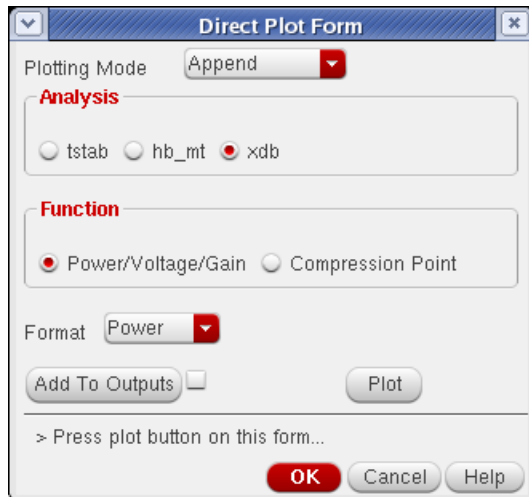 Direct Plot Form
Plotting Mode Append
Analysis
tstab hb_mt xdb
Function
Power/Voltage/Gain Compression Point
Format Power
Add To Outputs Plot
> Press plot button on this form...
OK Cancel Help